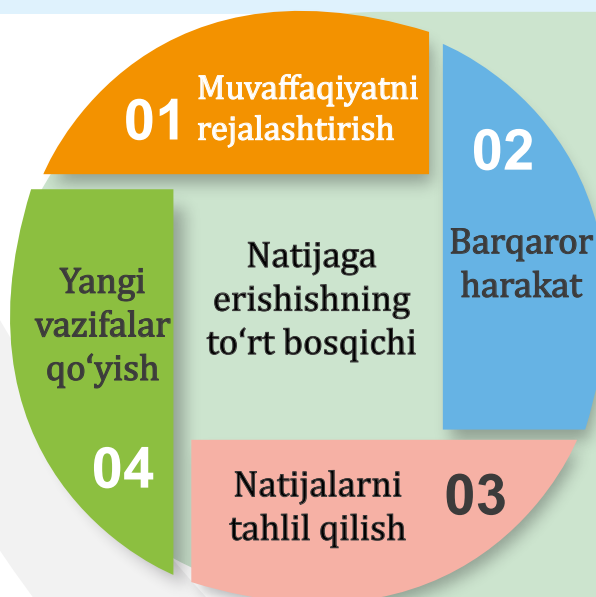 01
Muvaffaqiyatni
rejalashtirish
02
Barqaror
harakat
Natijaga
erishishning
to‘rt bosqichi
Yangi
vazifalar
qo‘yish
04
Natijalarni
tahlil qilish
03